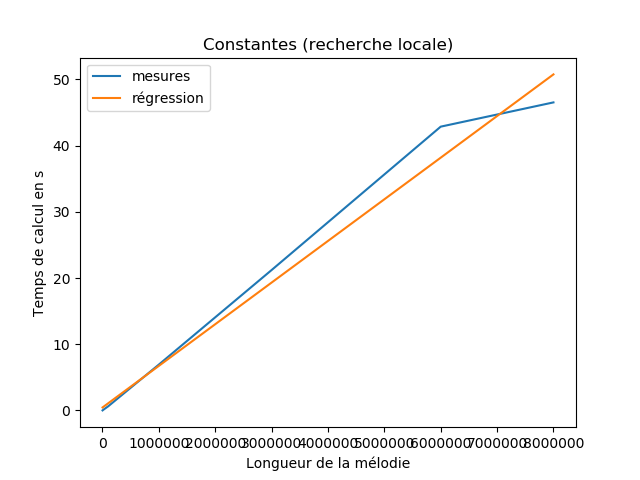 Constantes (recherche locale)
mesures
régression
50
40
30
20
10
0
Temps de calcul en s
0 1000000 2000000 3000000 4000000 5000000 6000000 7000000 8000000
Longueur de la mélodie